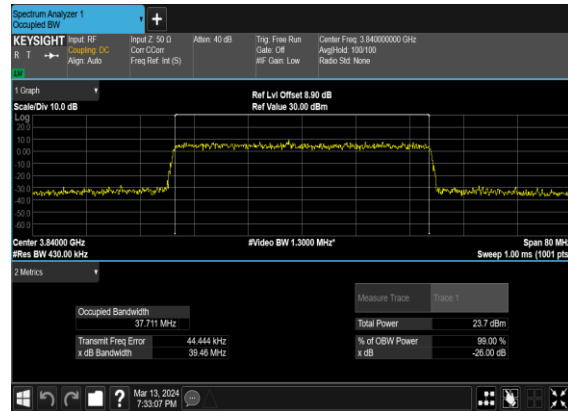 Spectrum Analyzer 1
Occupied BW
+
KEYSIGHT Input: RF Input Z: 50 Ω Atten: 40 dB Trig: Free Run Center Freq: 3.840000000 GHz
R T Coupling: DC Corr CCorr Gate: Off Avg|Hold: 100/100
Align: Auto Freq Ref: Int (S) #IF Gain: Low Radio Std: None
LXI
1 Graph
Ref Lvl Offset 8.90 dB
Scale/Div 10.0 dB Ref Value 30.00 dBm
Log
20.0
10.0
0.00
-10.0
-20.0
-30.0
-40.0
-50.0
-60.0
Center 3.84000 GHz #Video BW 1.3000 MHz* Span 80 MHz
#Res BW 430.00 kHz Sweep 1.00 ms (1001 pts
2 Metrics
Measure Trace Trace 1
Occupied Bandwidth
37.711 MHz
Total Power 23.7 dBm
Transmit Freq Error 44.444 kHz % of OBW Power 99.00 %
x dB Bandwidth 39.46 MHz x dB -26.00 dB
? Mar 13, 2024
7:33:07 PM